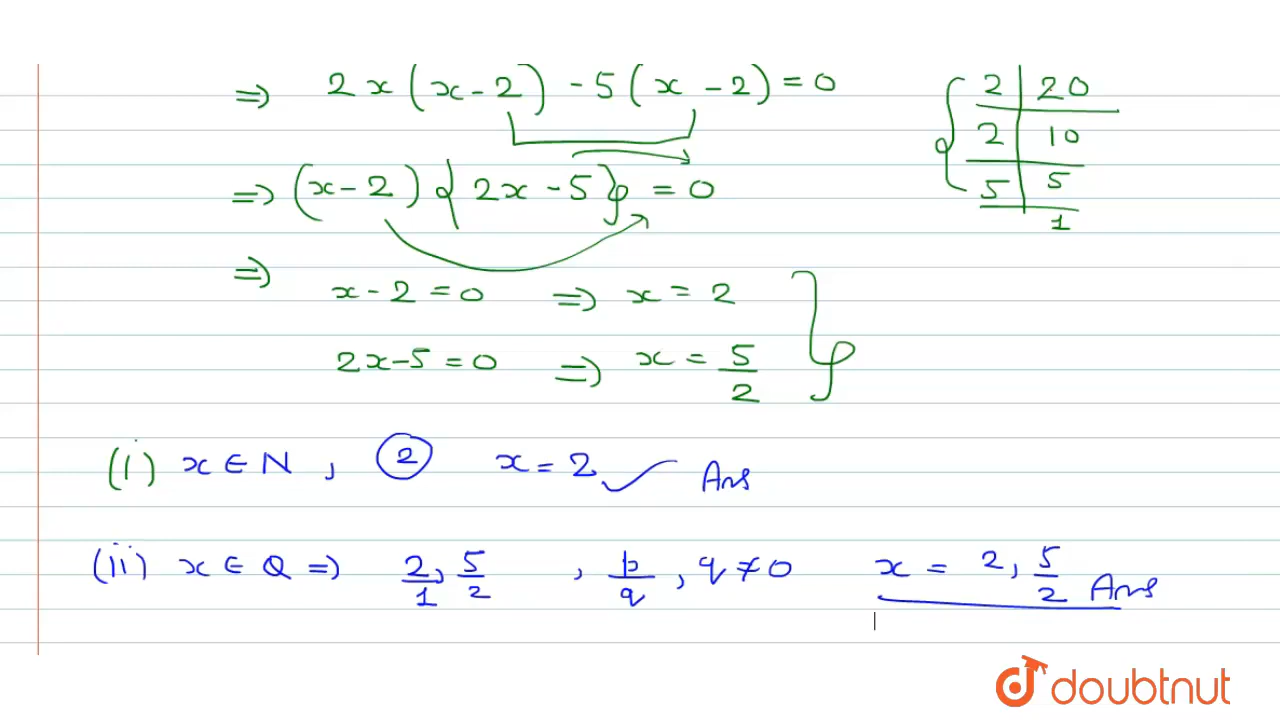 ⇒ 2x(x-2) -5(x-2)=0
2 | 20
2 | 10
5 | 5
1
⇒ (x-2) {2x-5} = 0
⇒
x-2=0 ⇒ x=2
2x-5=0 ⇒ x = 5/2
(i) x∈N, 2 x=2 ✓ Ans
(ii) x∈Q ⇒ 2/1, 5/2 , p/q, q≠0 x = 2, 5/2 Ans
doubtnut